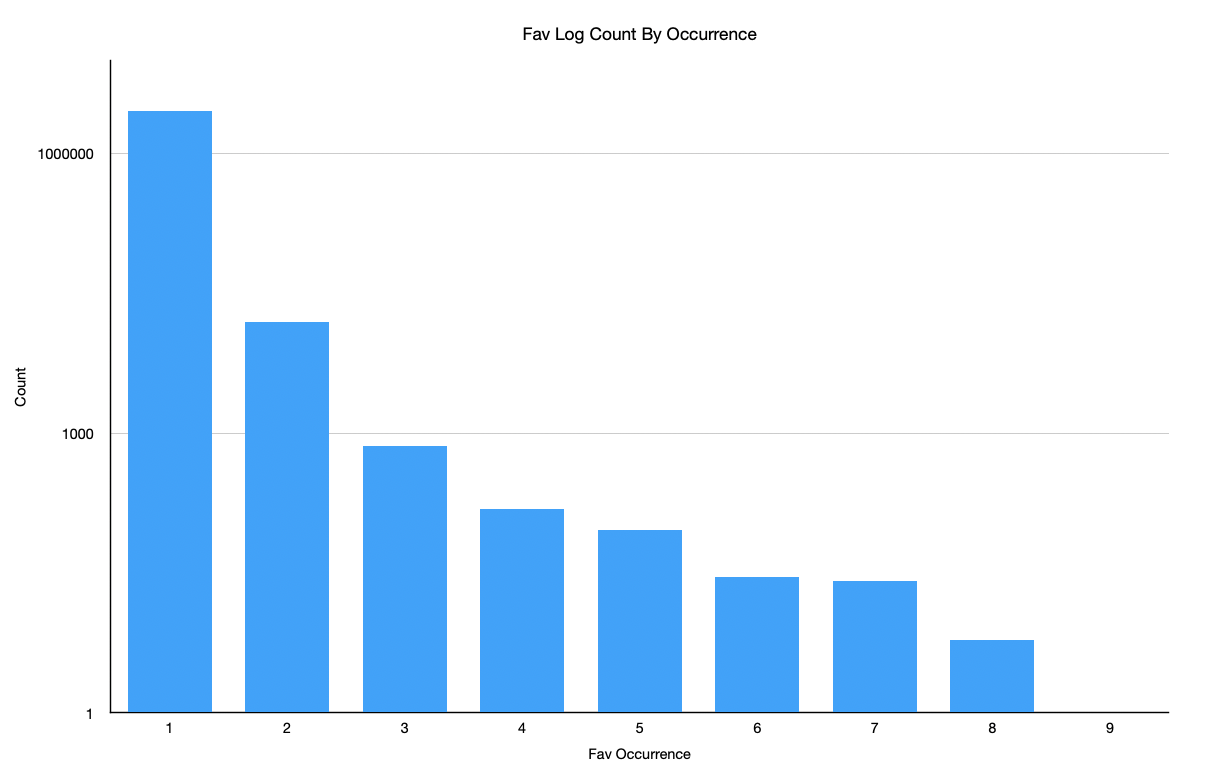 Fav Log Count By Occurrence
1000000
1000
1
Count
1 2 3 4 5 6 7 8 9
Fav Occurrence